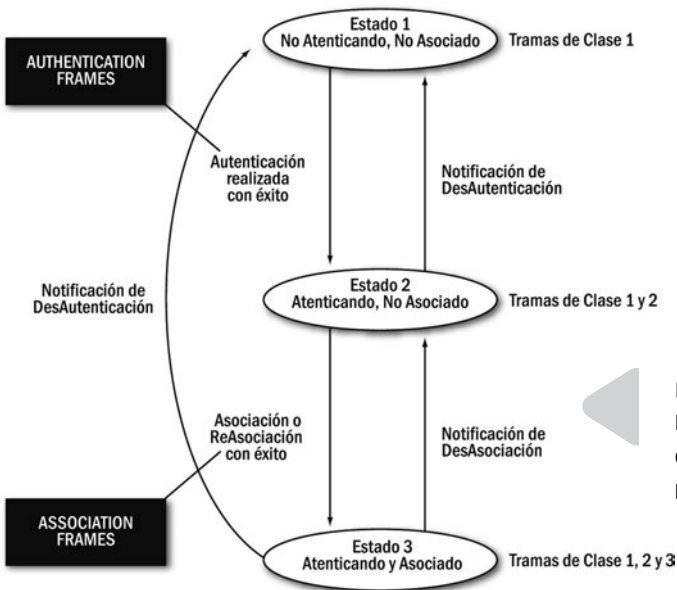 Estado 1
No Atenticando, No Asociado
Tramas de Clase 1
AUTHENTICATION
FRAMES
Autenticación
realizada
con éxito
Notificación de
DesAutenticación
Notificación de
DesAutenticación
Estado 2
Atenticando, No Asociado
Tramas de Clase 1 y 2
Asociación o
ReAsociación
con éxito
Notificación de
DesAsociación
ASSOCIATION
FRAMES
Estado 3
Atenticando y Asociado
Tramas de Clase 1, 2 y 3